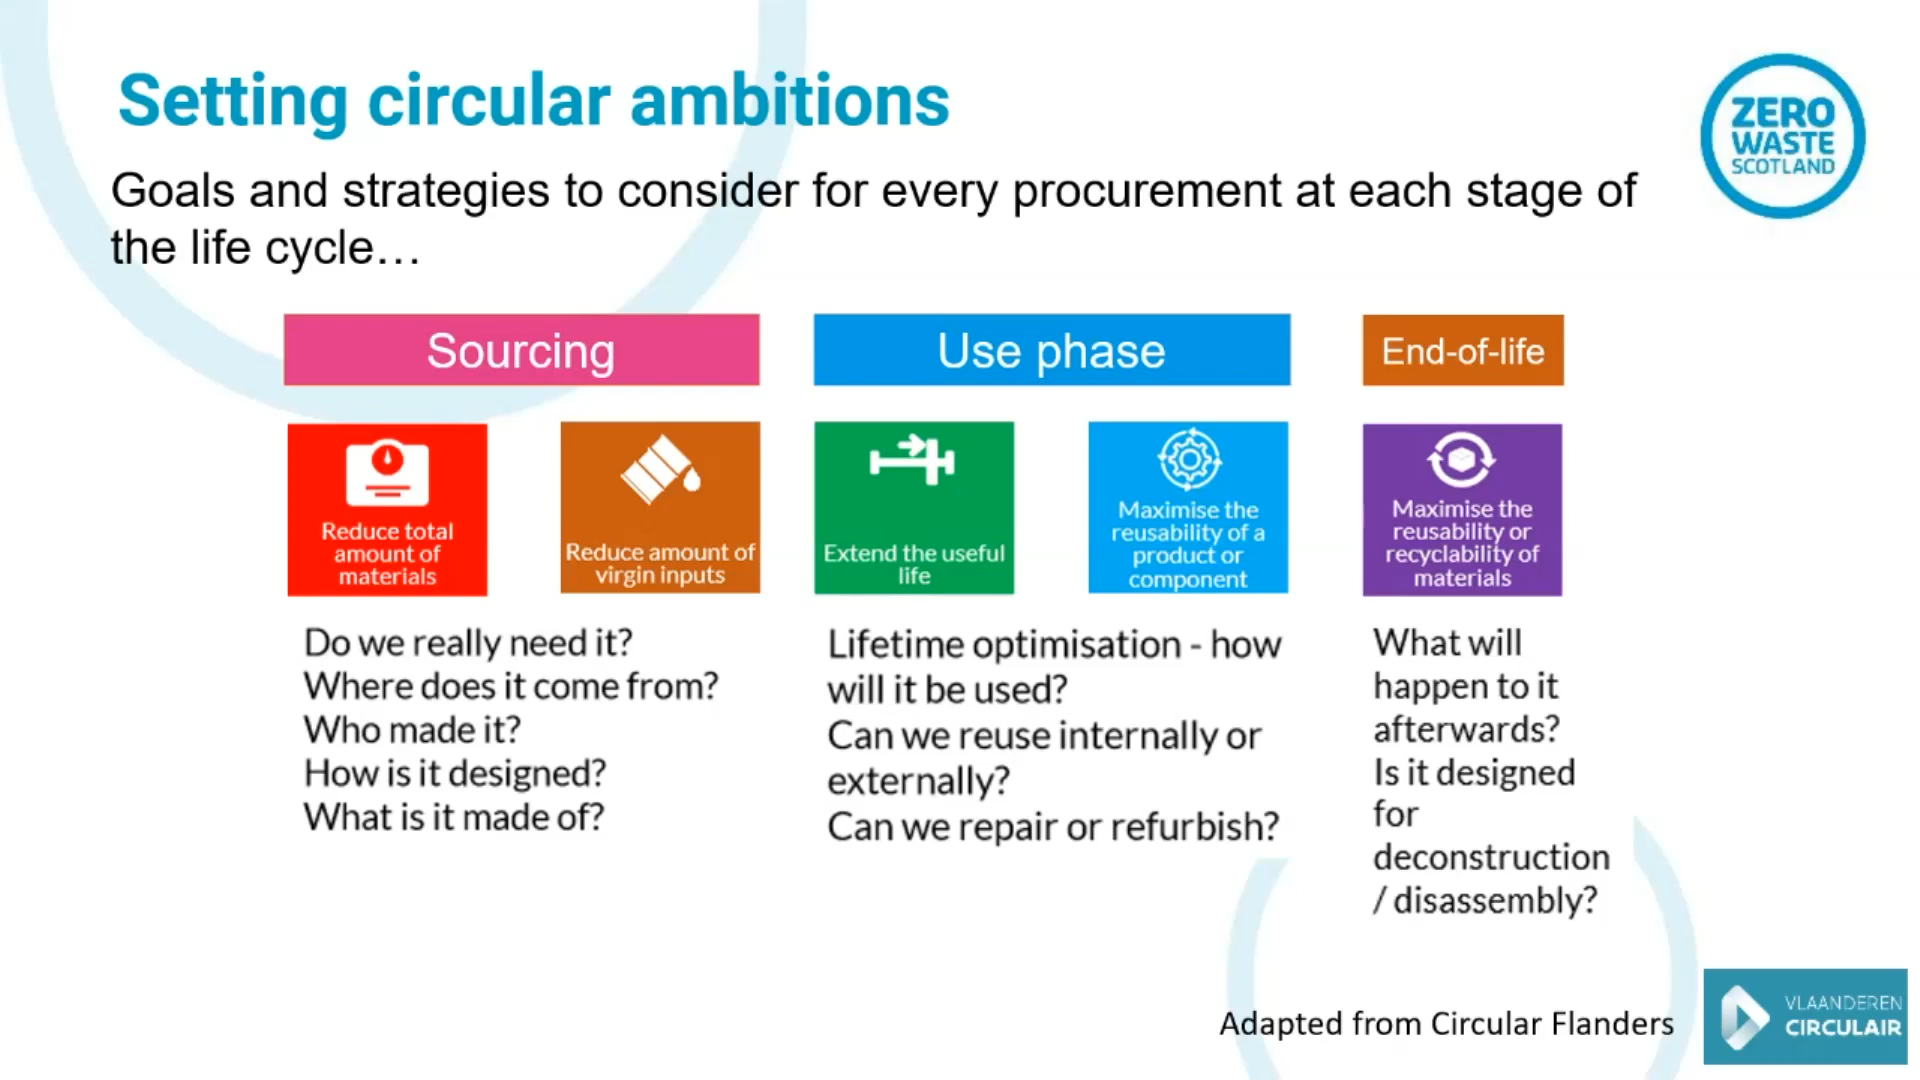 Setting circular ambitions
ZERO
WASTE
SCOTLAND
Goals and strategies to consider for every procurement at each stage of
the life cycle…
Sourcing
Use phase
End-of-life
Reduce total
amount of
materials
Reduce amount of
virgin inputs
Extend the useful
life
Maximise the
reusability of a
product or
component
Maximise the
reusability or
recyclability of
materials
Do we really need it?
Where does it come from?
Who made it?
How is it designed?
What is it made of?
Lifetime optimisation - how
will it be used?
Can we reuse internally or
externally?
Can we repair or refurbish?
What will
happen to it
afterwards?
Is it designed
for
deconstruction
/ disassembly?
Adapted from Circular Flanders
VLAANDEREN
CIRCULAIR